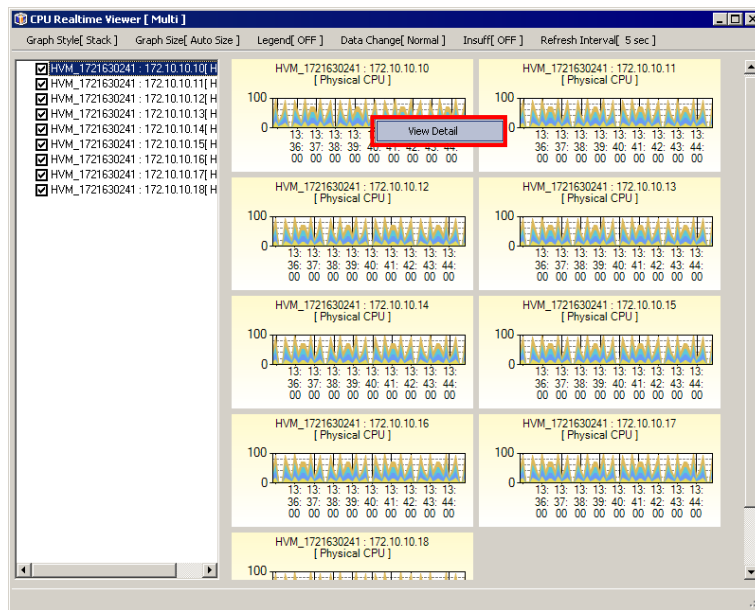 CPU Realtime Viewer [ Multi ]
Graph Style[ Stack ] Graph Size[ Auto Size ] Legend[ OFF ] Data Change[ Normal ] Insuff[ OFF ] Refresh Interval[ 5 sec ]
HVM_1721630241 : 172.10.10.10[ H
HVM_1721630241 : 172.10.10.11[ H
HVM_1721630241 : 172.10.10.12[ H
HVM_1721630241 : 172.10.10.13[ H
HVM_1721630241 : 172.10.10.14[ H
HVM_1721630241 : 172.10.10.15[ H
HVM_1721630241 : 172.10.10.16[ H
HVM_1721630241 : 172.10.10.17[ H
HVM_1721630241 : 172.10.10.18[ H
HVM_1721630241 : 172.10.10.10
[ Physical CPU ]
100
0
13: 13: 13: 13:
36: 37: 38: 39: 40: 41: 42: 43: 44:
00 00 00 00 00 00 00 00 00
View Detail
HVM_1721630241 : 172.10.10.11
[ Physical CPU ]
100
0
13: 13: 13: 13: 13: 13: 13: 13: 13:
36: 37: 38: 39: 40: 41: 42: 43: 44:
00 00 00 00 00 00 00 00 00
HVM_1721630241 : 172.10.10.12
[ Physical CPU ]
100
0
13: 13: 13: 13: 13: 13: 13: 13: 13:
36: 37: 38: 39: 40: 41: 42: 43: 44:
00 00 00 00 00 00 00 00 00
HVM_1721630241 : 172.10.10.13
[ Physical CPU ]
100
0
13: 13: 13: 13: 13: 13: 13: 13: 13:
36: 37: 38: 39: 40: 41: 42: 43: 44:
00 00 00 00 00 00 00 00 00
HVM_1721630241 : 172.10.10.14
[ Physical CPU ]
100
0
13: 13: 13: 13: 13: 13: 13: 13: 13:
36: 37: 38: 39: 40: 41: 42: 43: 44:
00 00 00 00 00 00 00 00 00
HVM_1721630241 : 172.10.10.15
[ Physical CPU ]
100
0
13: 13: 13: 13: 13: 13: 13: 13: 13:
36: 37: 38: 39: 40: 41: 42: 43: 44:
00 00 00 00 00 00 00 00 00
HVM_1721630241 : 172.10.10.16
[ Physical CPU ]
100
0
13: 13: 13: 13: 13: 13: 13: 13: 13:
36: 37: 38: 39: 40: 41: 42: 43: 44:
00 00 00 00 00 00 00 00 00
HVM_1721630241 : 172.10.10.17
[ Physical CPU ]
100
0
13: 13: 13: 13: 13: 13: 13: 13: 13:
36: 37: 38: 39: 40: 41: 42: 43: 44:
00 00 00 00 00 00 00 00 00
HVM_1721630241 : 172.10.10.18
[ Physical CPU ]
100